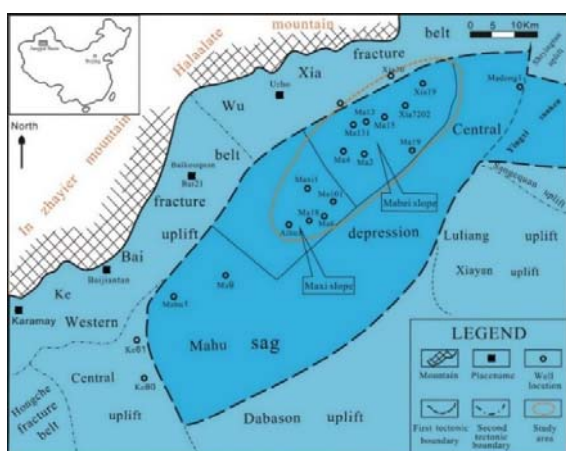 Halaalate mountain
In zhayier mountain
North
0 5 10Km
Xia
fracture
belt
Wu
Urho
Xia19
Madong1
Ma13
Ma15
Xia7202
Ma131
Central
Ma4
Ma2
Ma19
Baikouquan
Bai21
belt
fracture
Maxi1
Mabei slope
Ma18
Ma6
depression
uplift
Luliang uplift
Xiayan uplift
Maxi slope
Bai
Baijiantan
Ke
Karamay
Western
Mahu sag
Ke81
Ke80
Central
uplift
Hongche
fracture
belt
Dabason uplift
LEGEND
Mountain
Placename
Well
location
First tectonic
boundary
Second
tectonic
boundary
Study
area